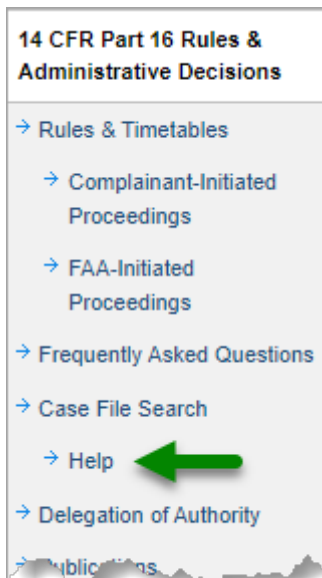 14 CFR Part 16 Rules &
Administrative Decisions
Rules & Timetables
Complainant-Initiated
Proceedings
FAA-Initiated
Proceedings
Frequently Asked Questions
Case File Search
Help
Delegation of Authority
Publications